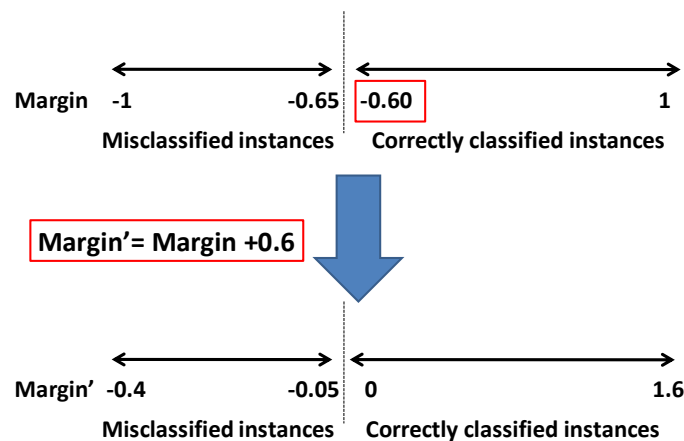 Margin -1 -0.65 -0.60 1
Misclassified instances Correctly classified instances
Margin’= Margin +0.6
Margin’ -0.4 -0.05 0 1.6
Misclassified instances Correctly classified instances